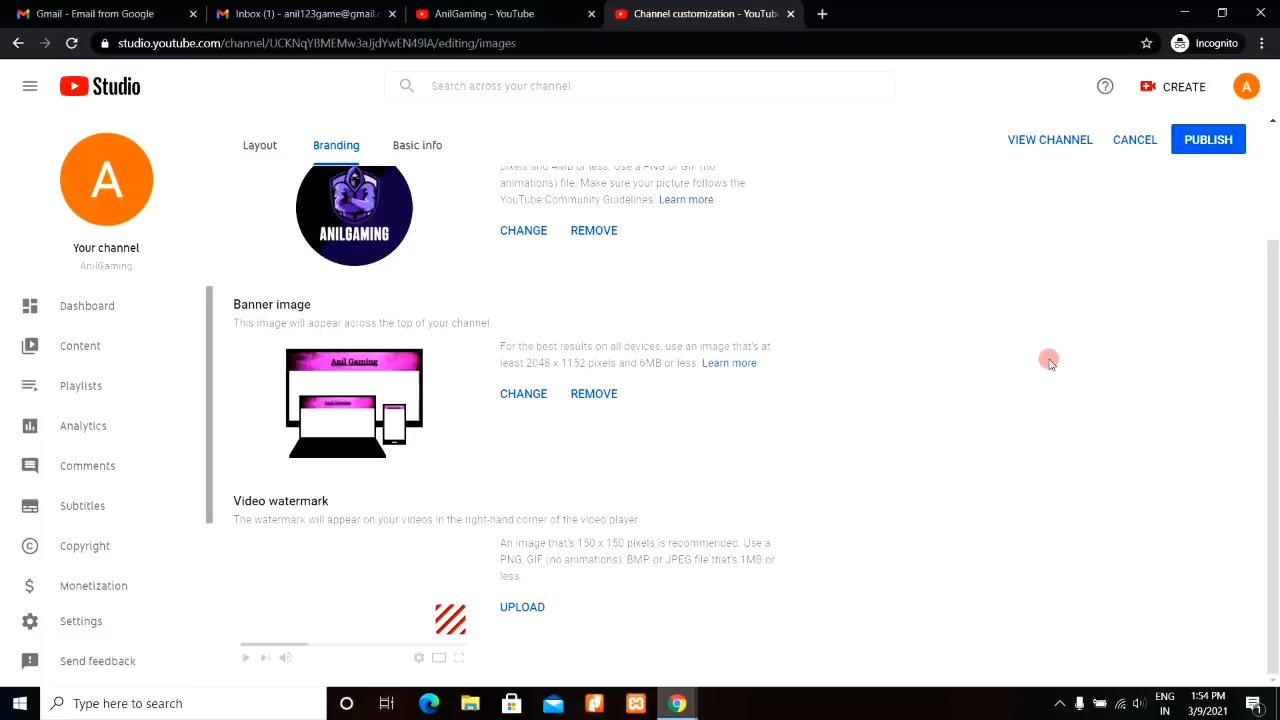 Gmail - Email from Google
Inbox (2) - anil123game@gmail.c
AnilGaming - YouTube
Channel customization - YouTube
studio.youtube.com/channel/UCKNqYBMEMw3aJjdYwEN49lA/editing/images
Incognito
Studio
Search across your channel
CREATE
A
A
Your channel
AnilGaming
Dashboard
Content
Playlists
Analytics
Comments
Subtitles
Copyright
Monetization
Settings
Send feedback
Layout
Branding
Basic info
VIEW CHANNEL
CANCEL
PUBLISH
pixels and 4MB or less. Use a PNG or GIF (no
animations) file. Make sure your picture follows the
YouTube Community Guidelines. Learn more
CHANGE
REMOVE
ANILGAMING
Banner image
This image will appear across the top of your channel
Anil Gaming
Anil Gaming
For the best results on all devices, use an image that's at
least 2048 x 1152 pixels and 6MB or less. Learn more
CHANGE
REMOVE
Video watermark
The watermark will appear on your videos in the right-hand corner of the video player
An image that's 150 x 150 pixels is recommended. Use a
PNG, GIF (no animations), BMP, or JPEG file that's 1MB or
less.
UPLOAD
Type here to search
ENG
IN
1:54 PM
3/9/2021